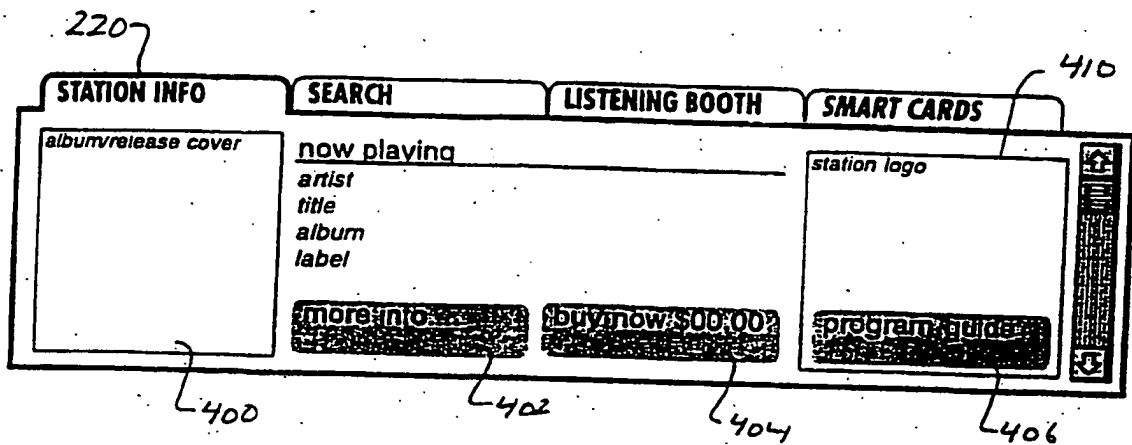 220
410
STATION INFO
SEARCH
LISTENING BOOTH
SMART CARDS
album/release cover
now playing
artist
title
album
label
station logo
more info...
buy now $00.00
program guide
400
402
404
406